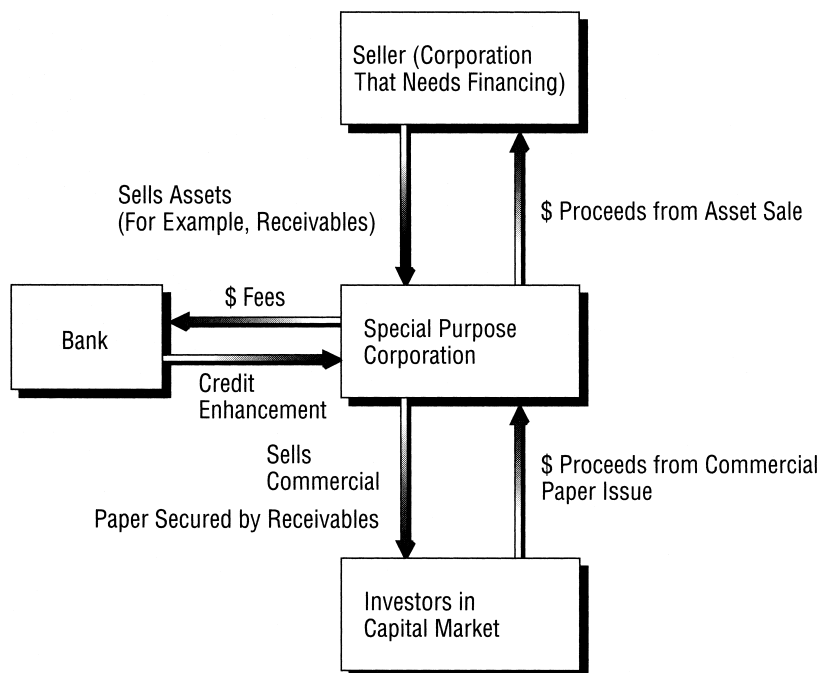 Seller (Corporation
That Needs Financing)
Sells Assets
(For Example, Receivables)
$ Proceeds from Asset Sale
$ Fees
Bank
Special Purpose
Corporation
Credit
Enhancement
Sells
Commercial
Paper Secured by Receivables
$ Proceeds from Commercial
Paper Issue
Investors in
Capital Market